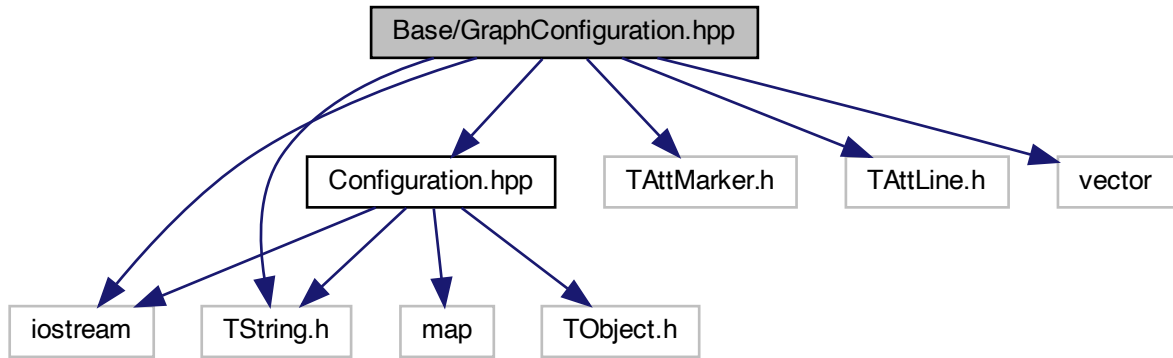 Base/GraphConfiguration.hpp
Configuration.hpp
TAttMarker.h
TAttLine.h
vector
iostream
TString.h
map
TObject.h